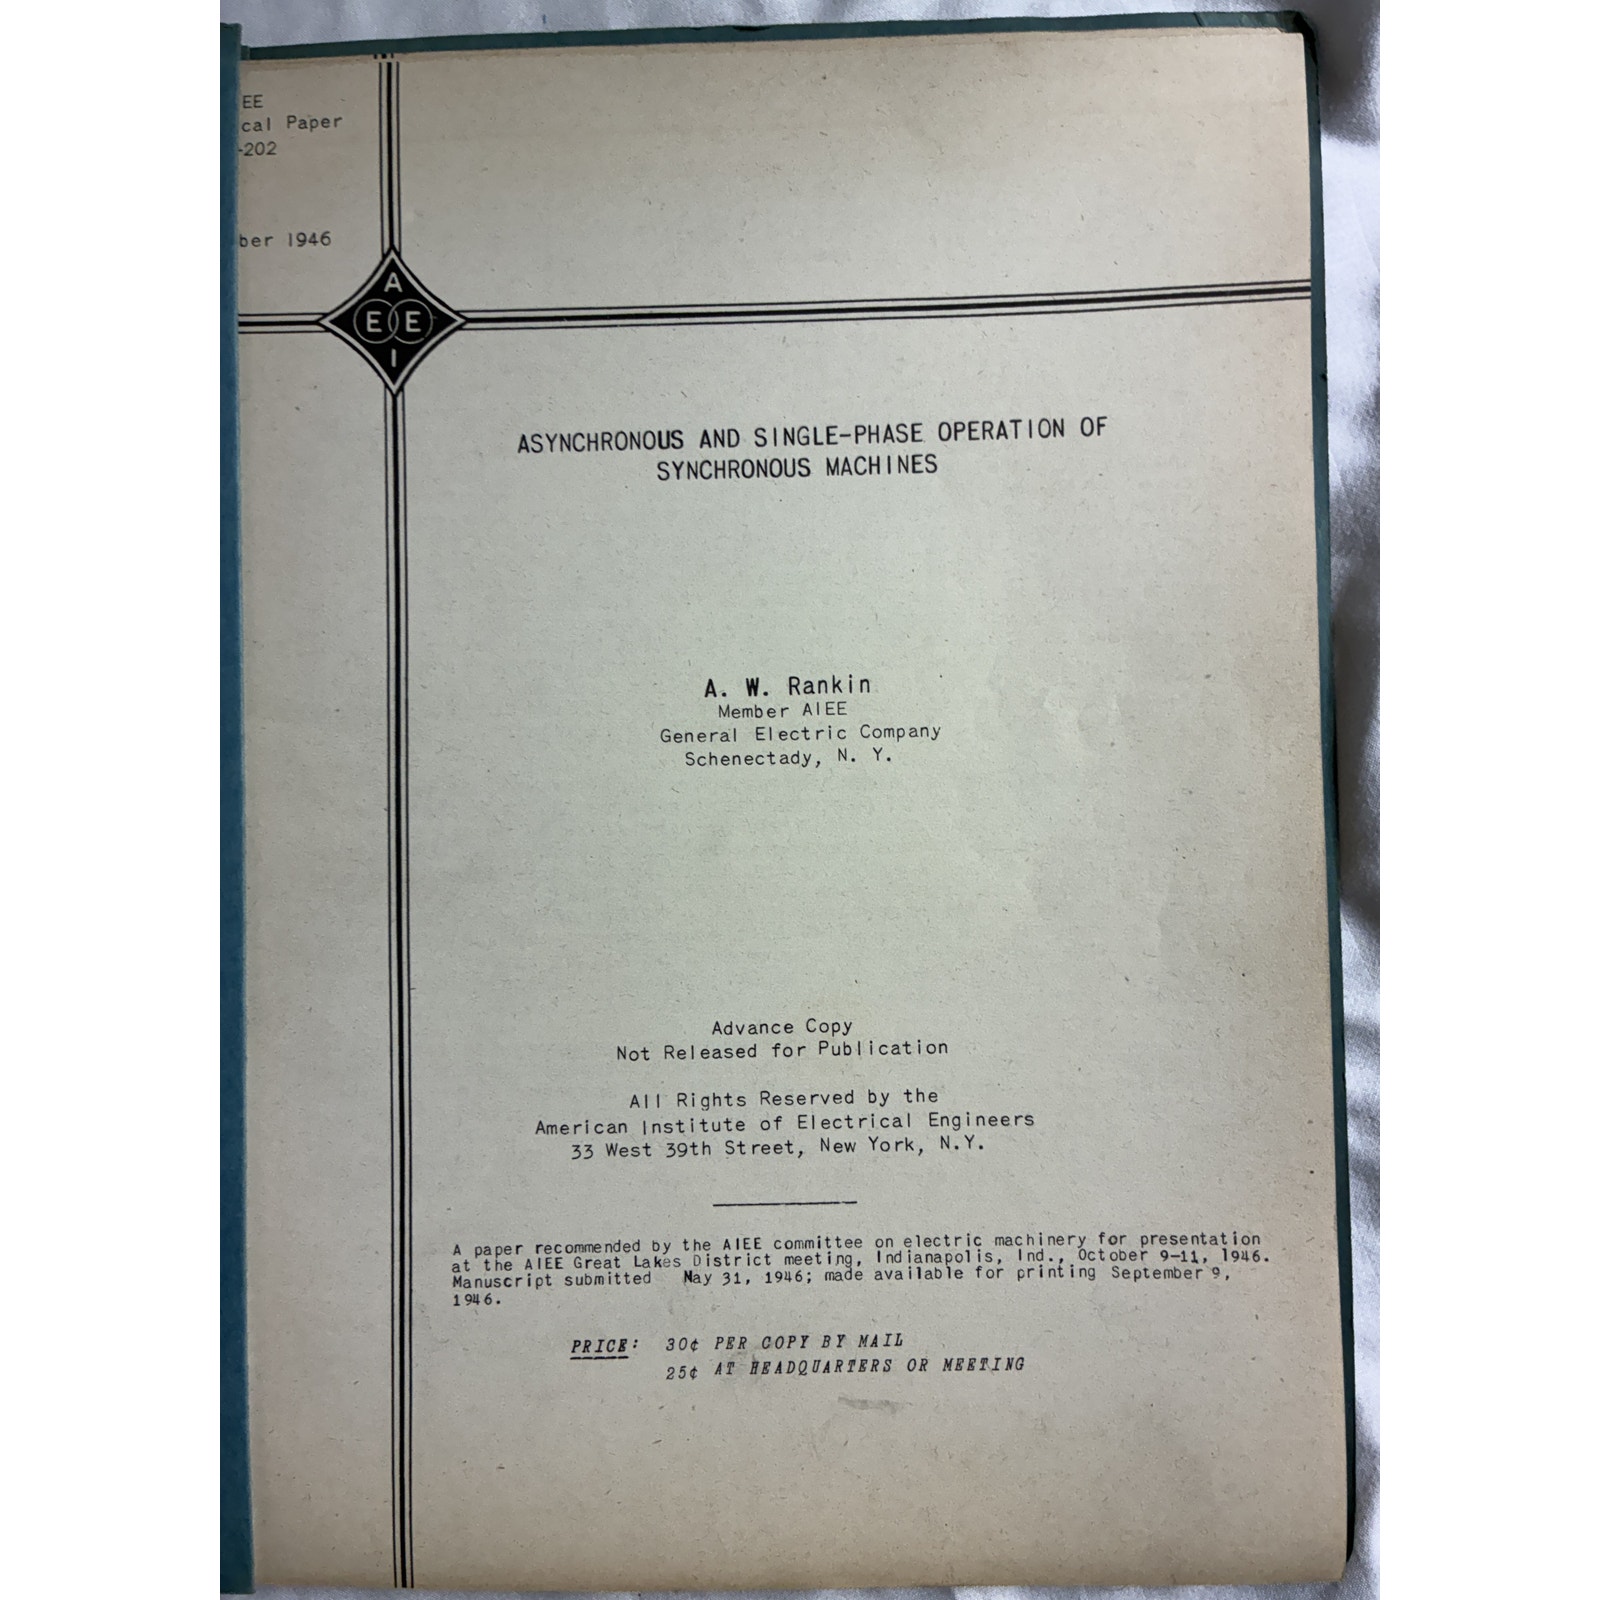 EE
cal Paper
-202
ber 1946
A
E E
I
ASYNCHRONOUS AND SINGLE-PHASE OPERATION OF
SYNCHRONOUS MACHINES
A. W. Rankin
Member AIEE
General Electric Company
Schenectady, N. Y.
Advance Copy
Not Released for Publication
All Rights Reserved by the
American Institute of Electrical Engineers
33 West 39th Street, New York, N.Y.
A paper recommended by the AIEE committee on electric machinery for presentation
at the AIEE Great Lakes District meeting, Indianapolis, Ind., October 9-11, 1946.
Manuscript submitted May 31, 1946; made available for printing September 9,
1946.
PRICE: 30¢ PER COPY BY MAIL
25¢ AT HEADQUARTERS OR MEETING